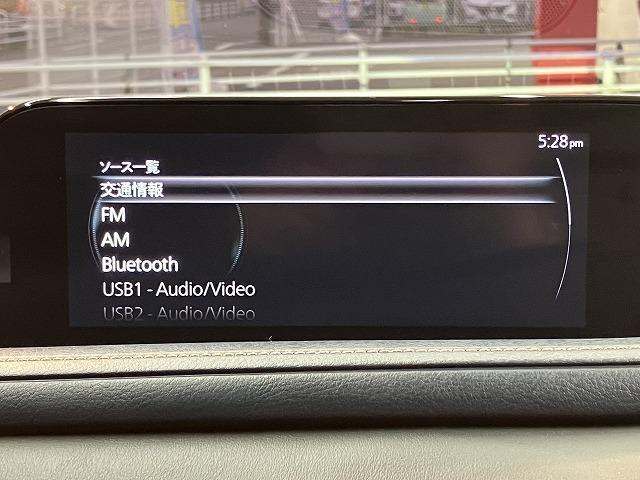 5:28pm
ソース一覧
交通情報
FM
AM
Bluetooth
USB1 - Audio/Video
USB2 - Audio/Video